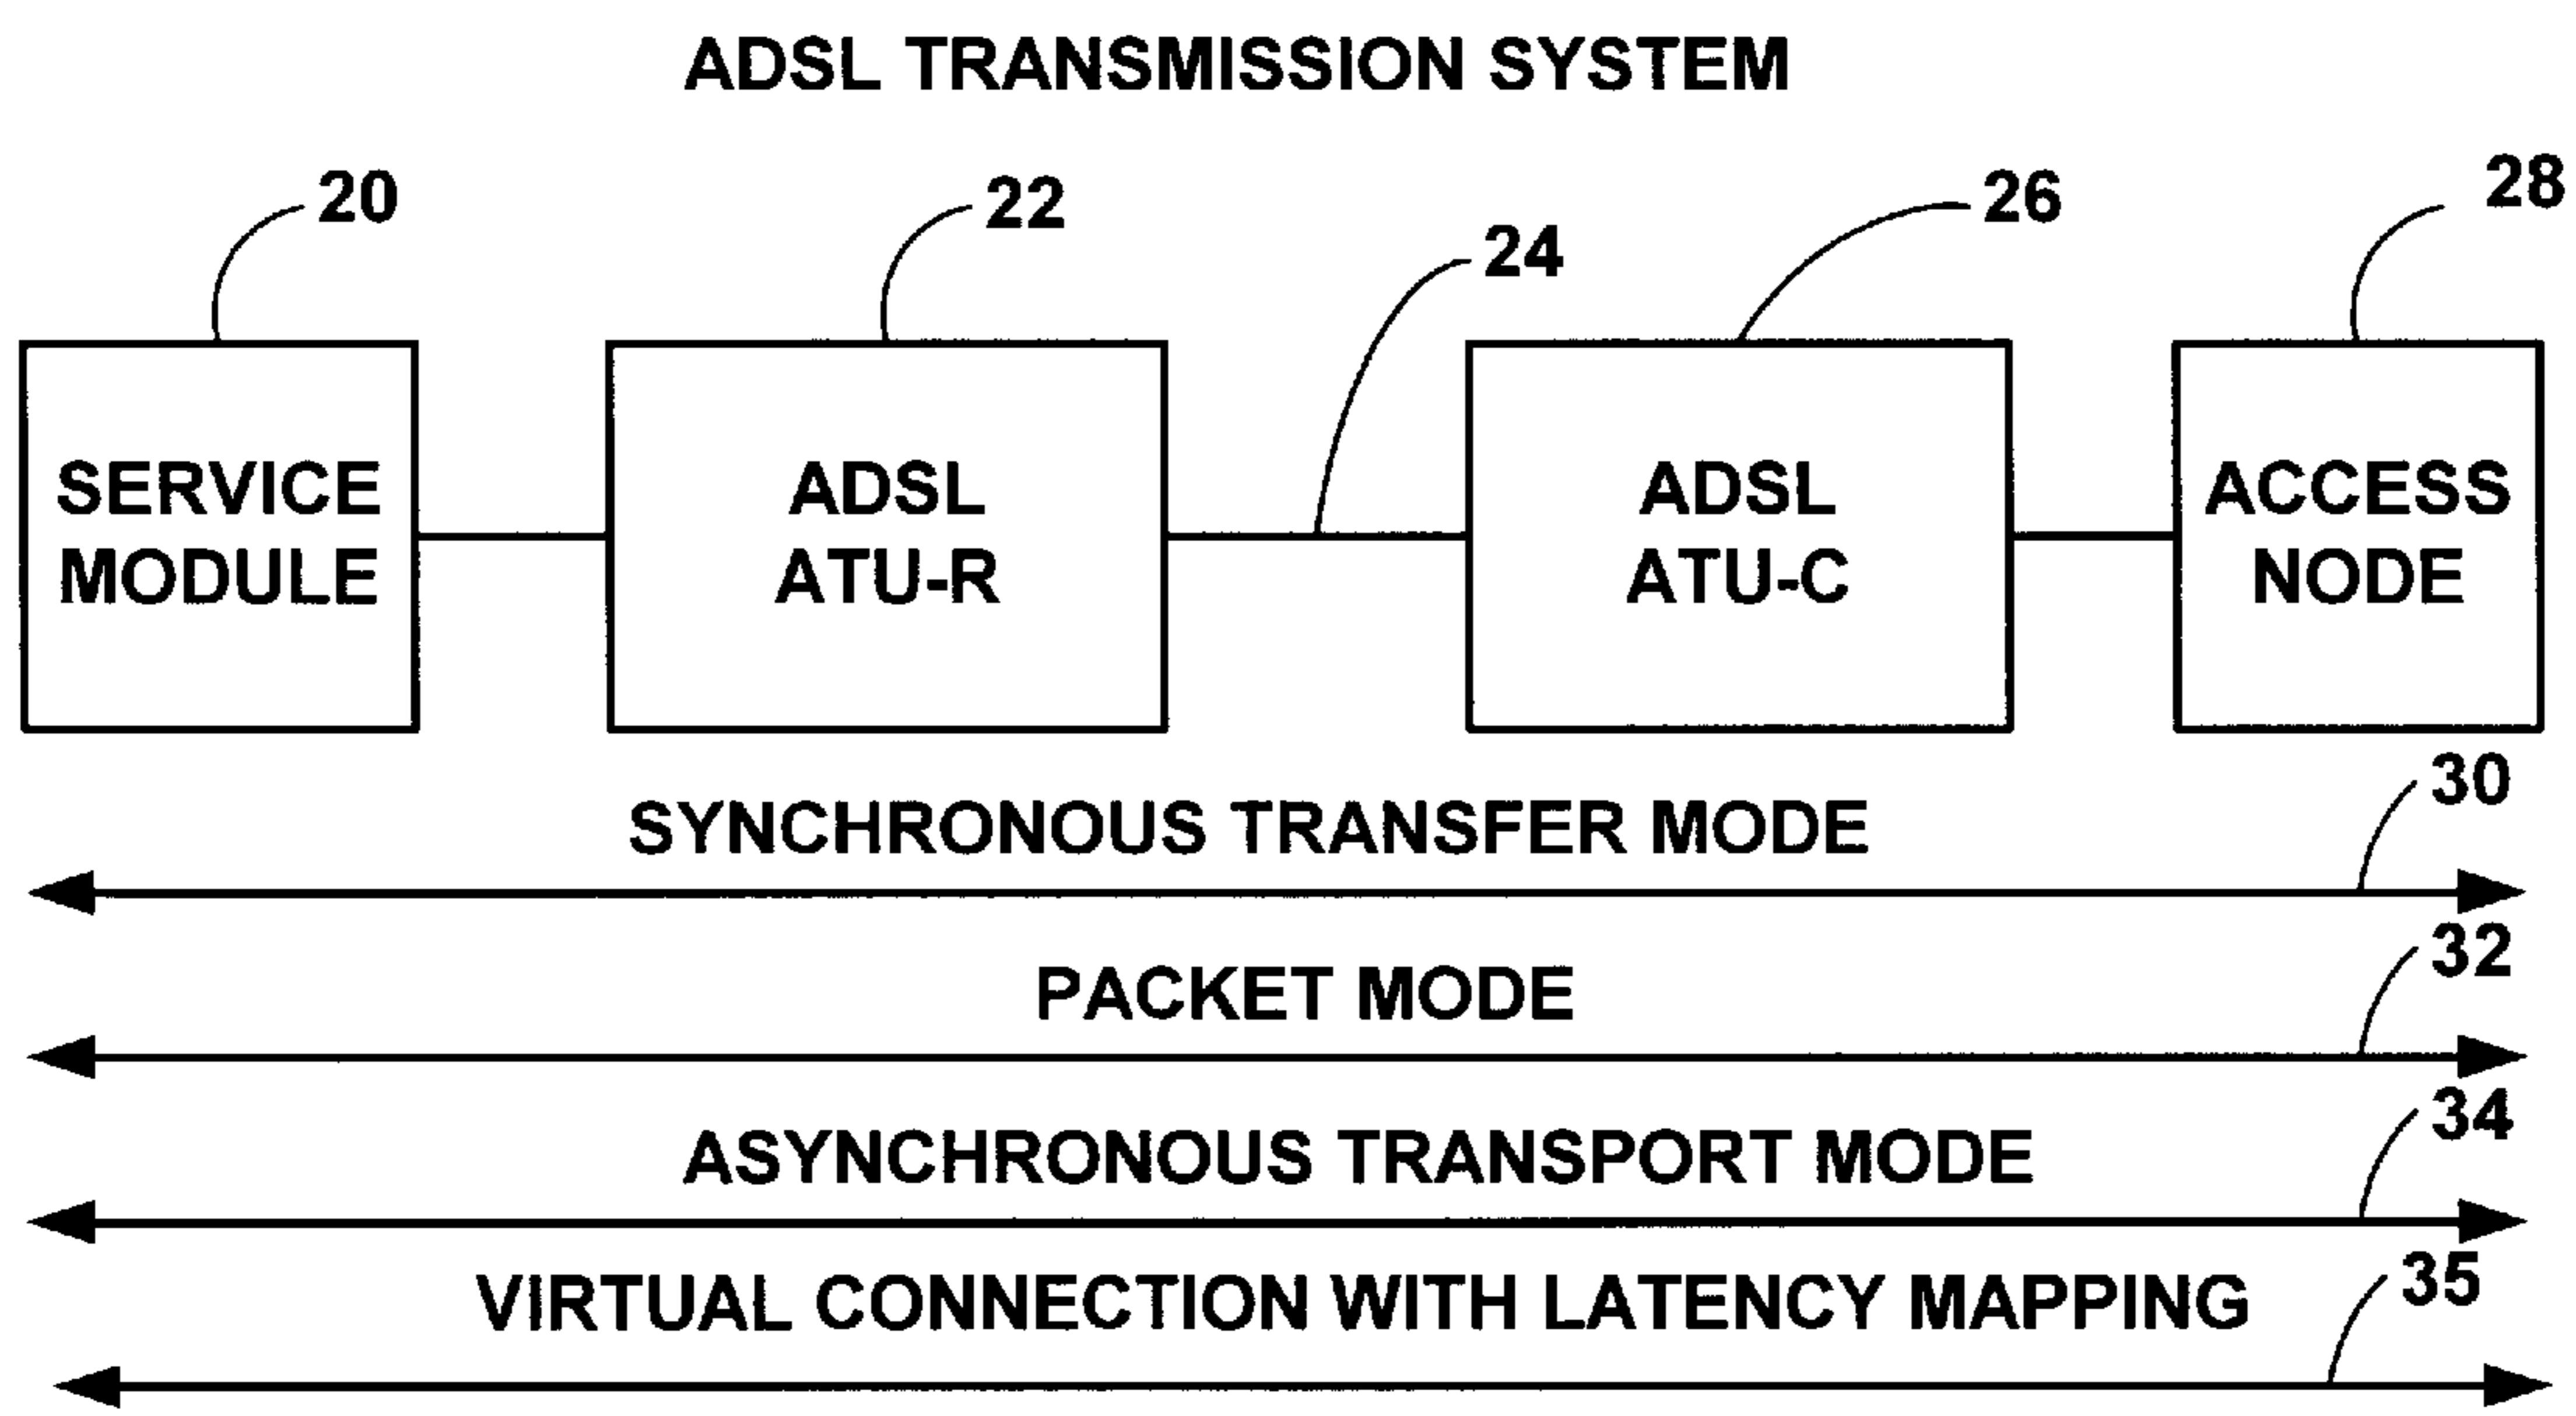 ADSL TRANSMISSION SYSTEM
20
22
24
26
28
SERVICE
MODULE
ADSL
ATU-R
ADSL
ATU-C
ACCESS
NODE
30
SYNCHRONOUS TRANSFER MODE
32
PACKET MODE
34
ASYNCHRONOUS TRANSPORT MODE
35
VIRTUAL CONNECTION WITH LATENCY MAPPING